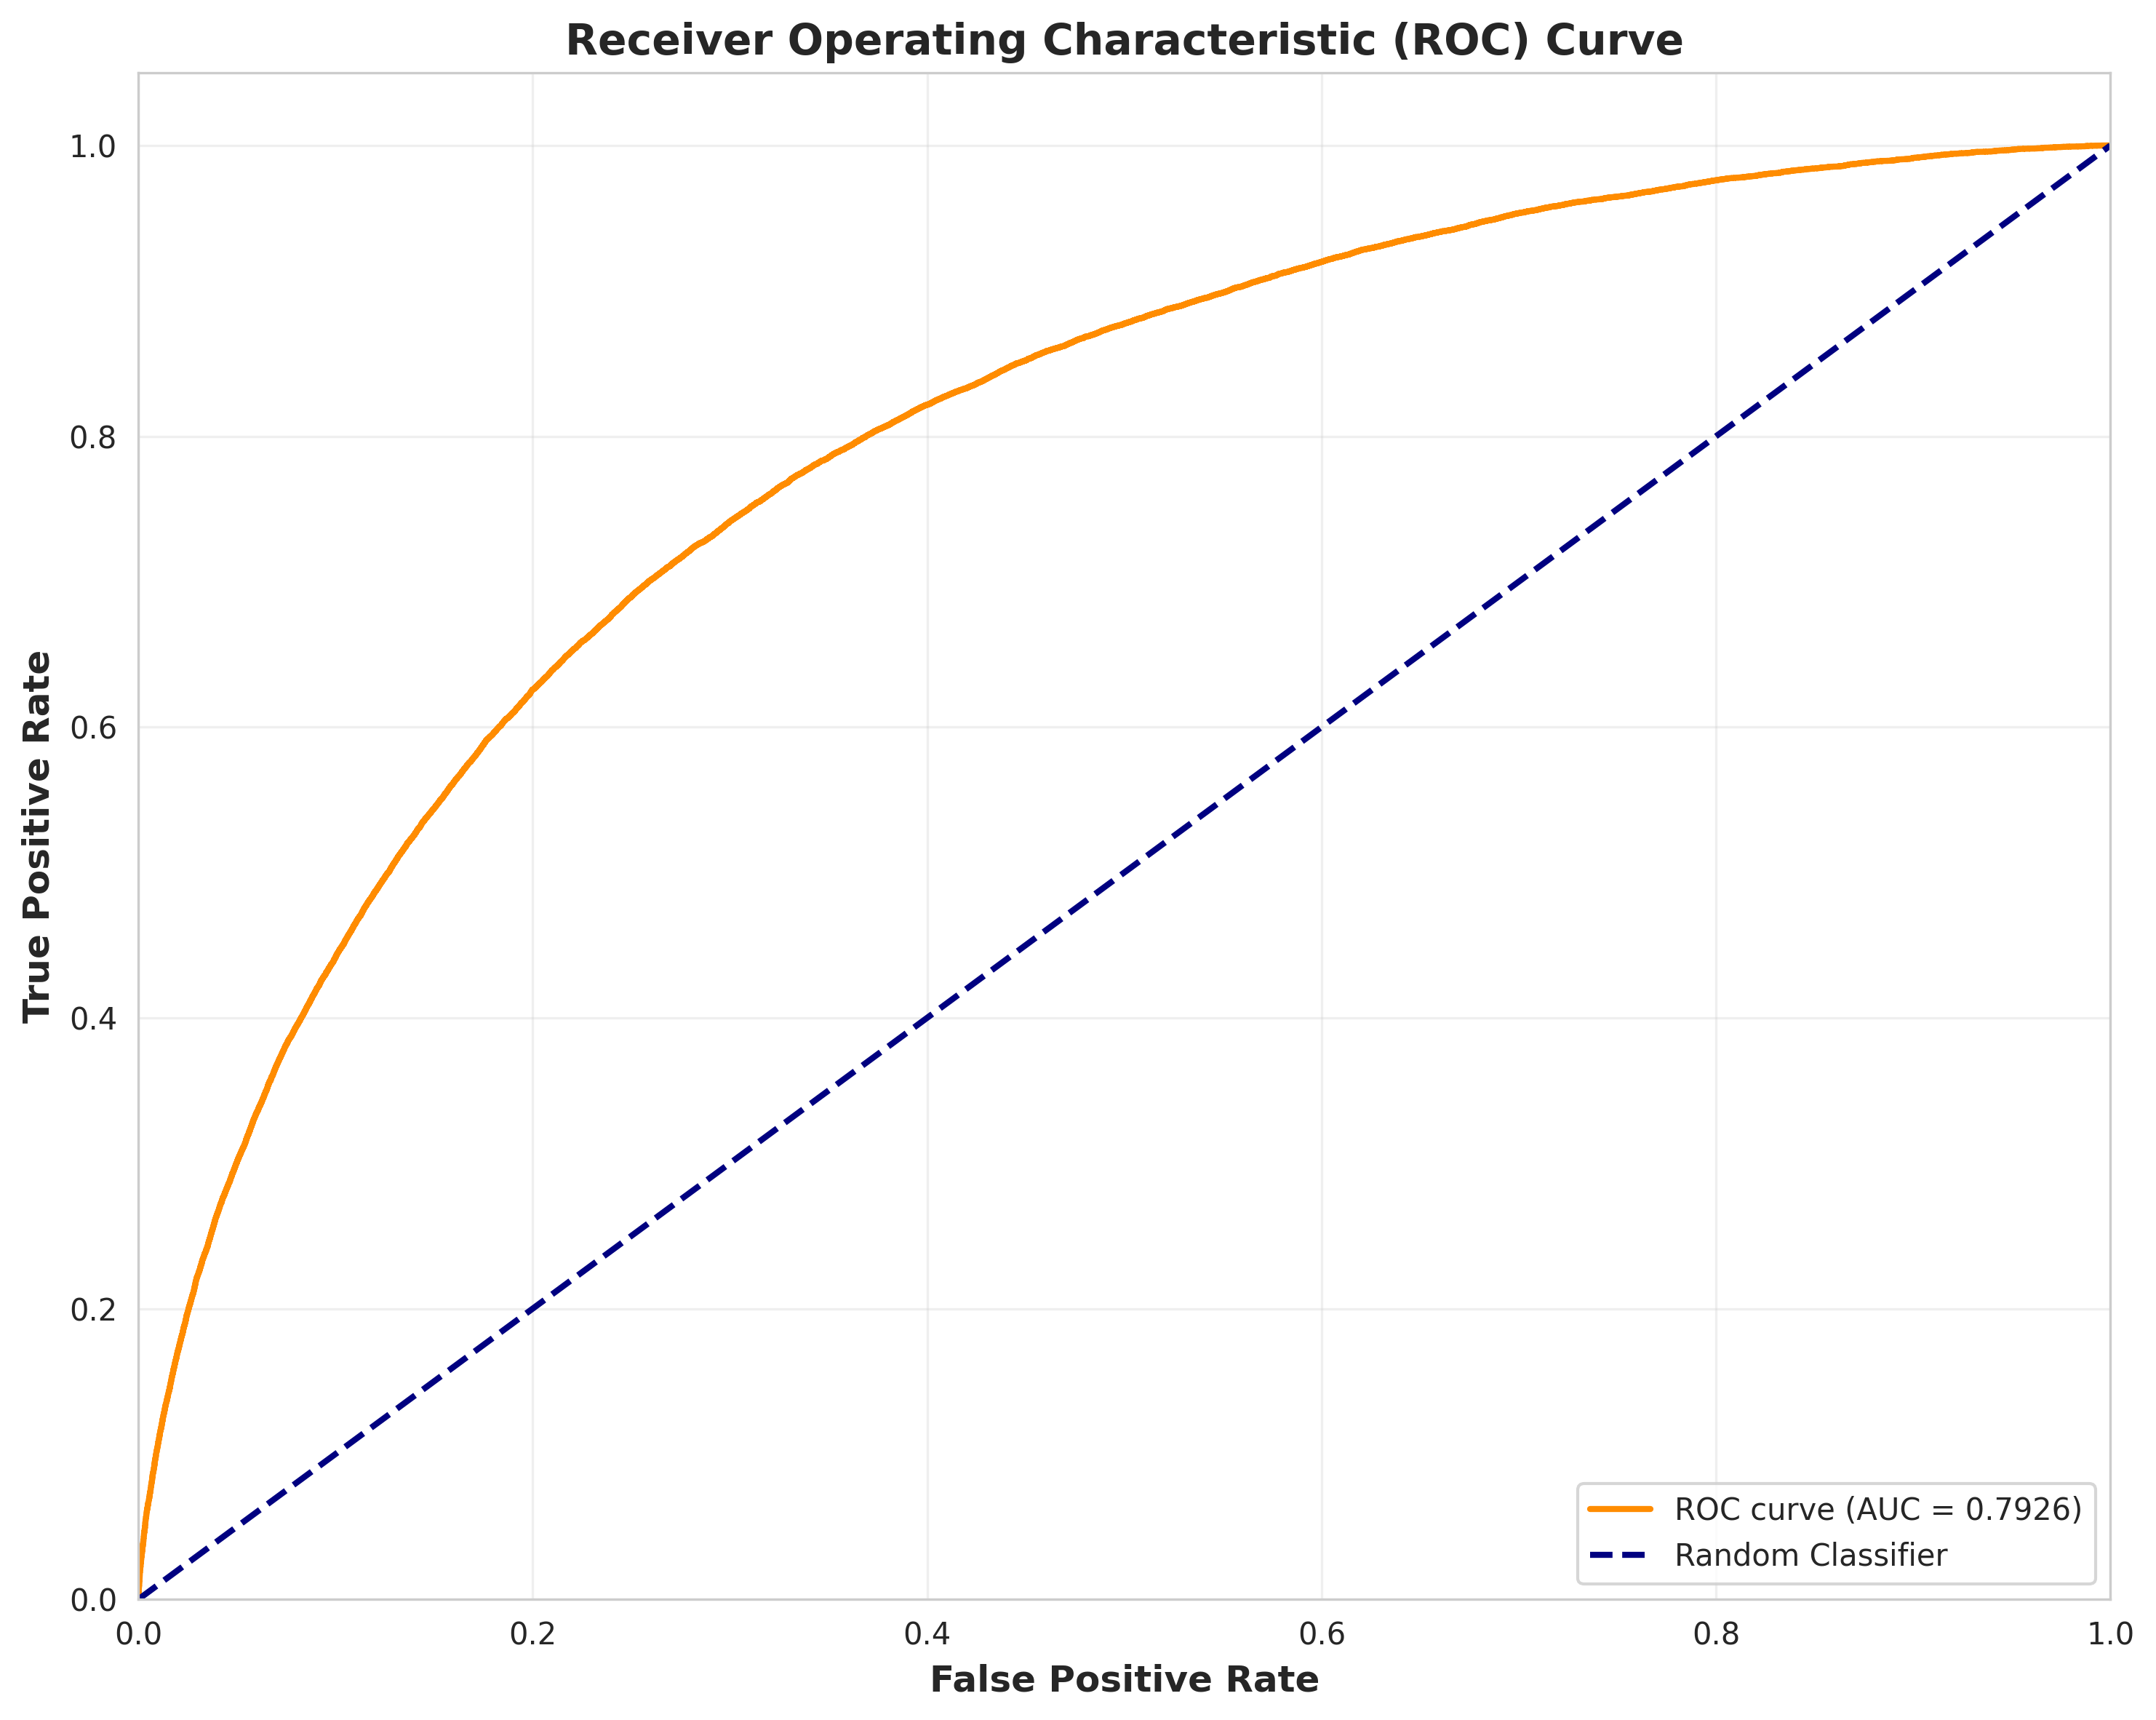 Receiver Operating Characteristic (ROC) Curve
True Positive Rate
1.0
0.8
0.6
0.4
0.2
0.0
0.0 0.2 0.4 0.6 0.8 1.0
False Positive Rate
ROC curve (AUC = 0.7926)
Random Classifier